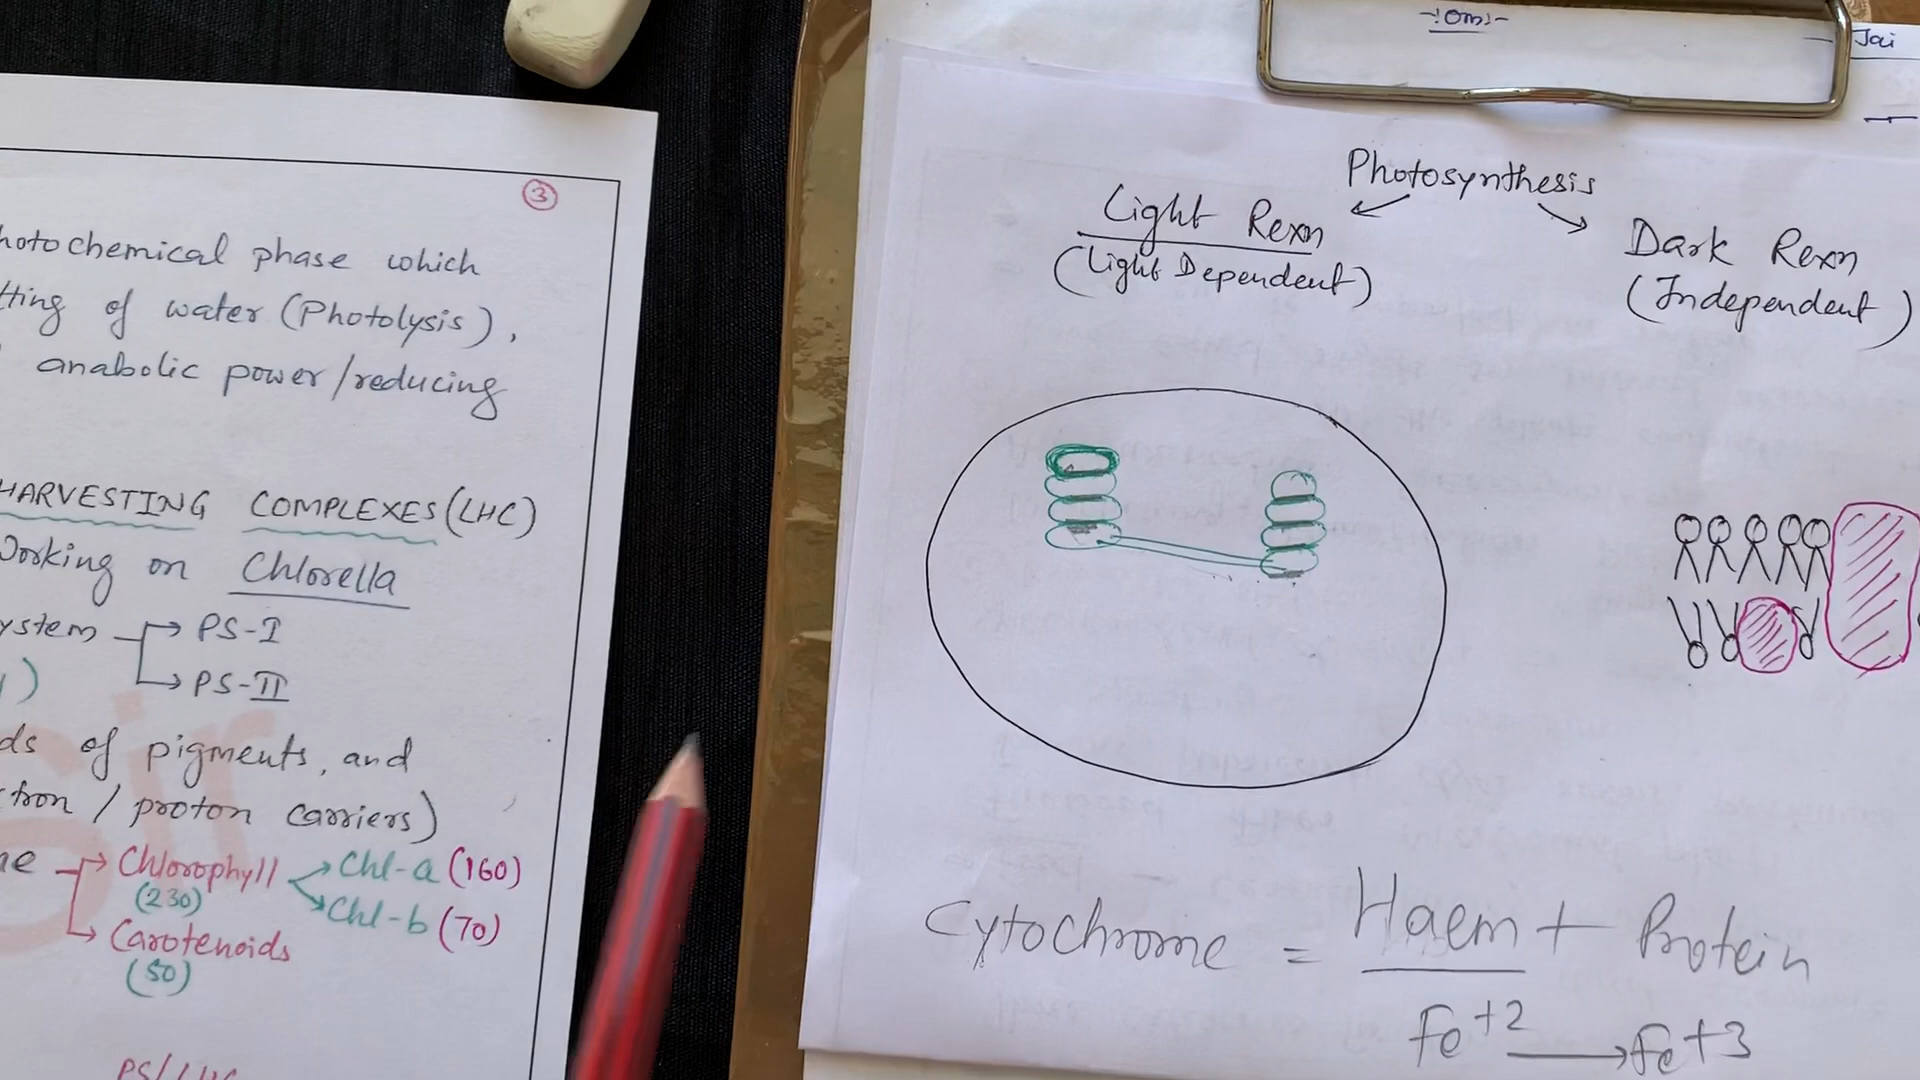 ③
hotochemical phase which
tting of water (Photolysis),
anabolic power/reducing
HARVESTING COMPLEXES (LHC)
Working on Chlorella
ystem → PS-I
→ PS-II
ds of pigments, and
tron / proton carriers)
ne → Chlorophyll → Chl-a (160)
(230) → Chl-b (70)
→ Carotenoids
(50)
PS/LHC
-:Om:-
Jai
Photosynthesis
Light Rexn
(Light Dependent)
Dark Rexn
(Independent)
Cytochrome = Haem + Protein
Fe+2 → Fe+3